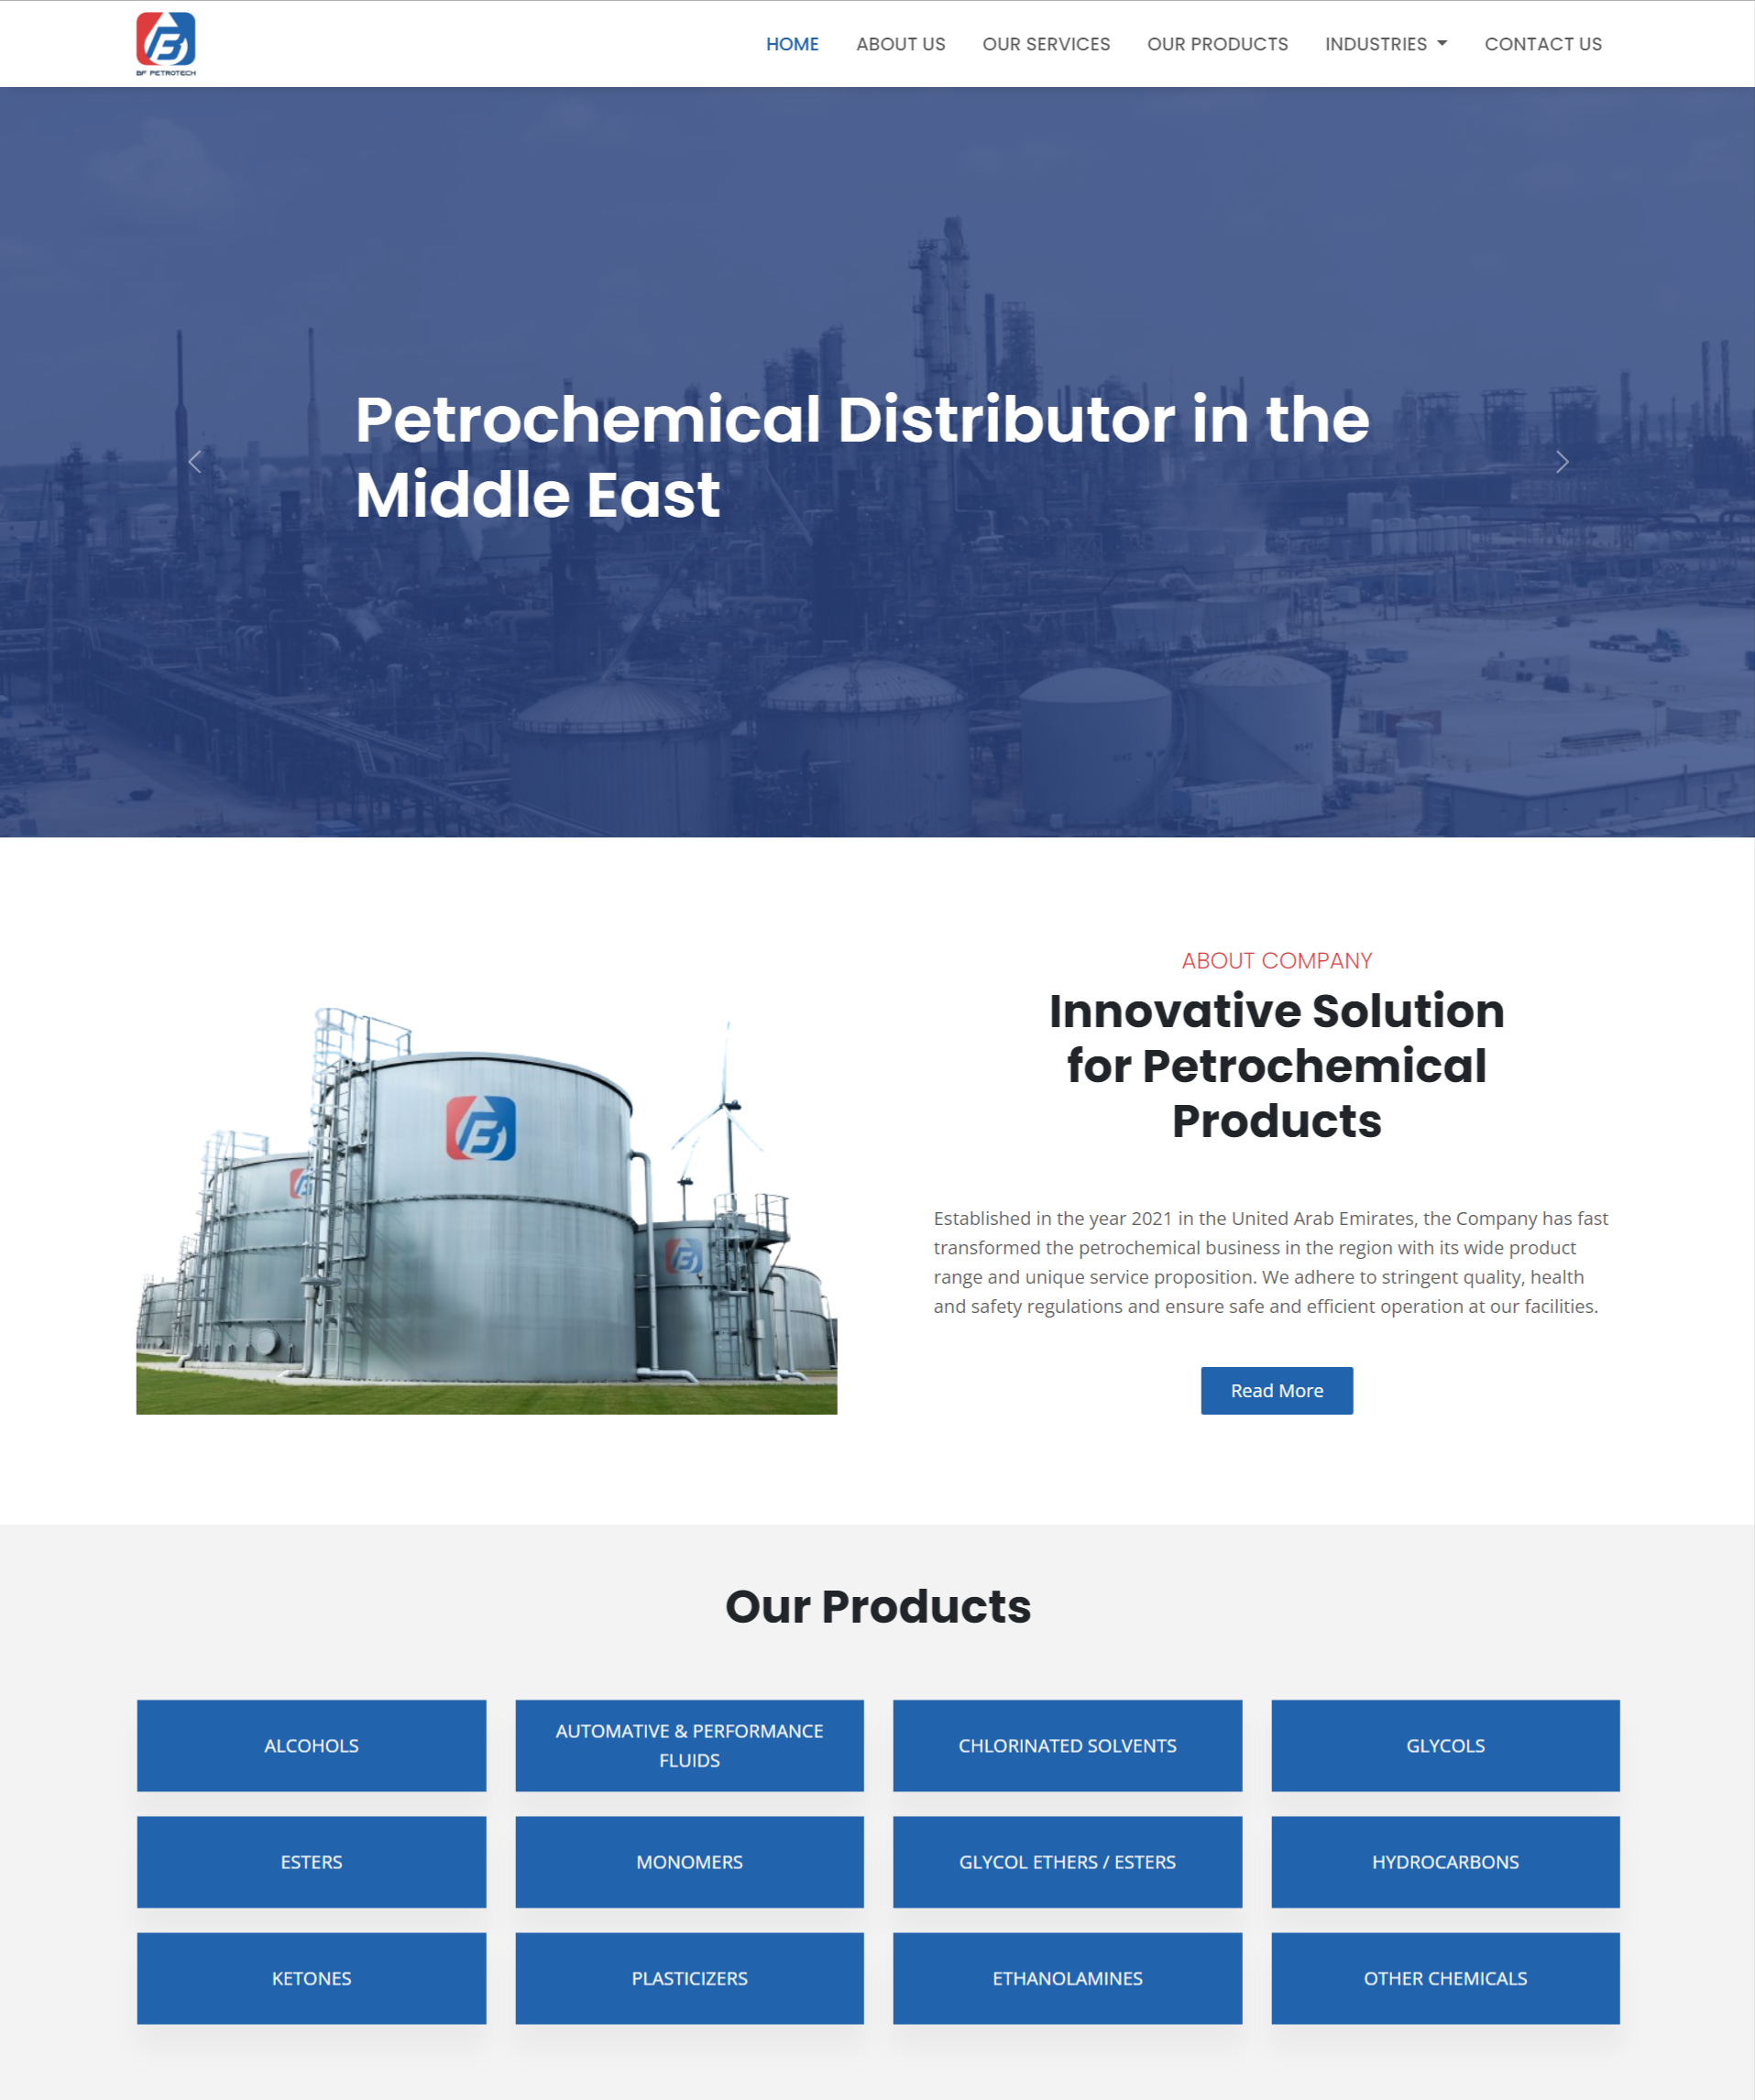 BF PETROTECH
HOME ABOUT US OUR SERVICES OUR PRODUCTS INDUSTRIES CONTACT US
Petrochemical Distributor in the
Middle East
ABOUT COMPANY
Innovative Solution
for Petrochemical
Products
Established in the year 2021 in the United Arab Emirates, the Company has fast
transformed the petrochemical business in the region with its wide product
range and unique service proposition. We adhere to stringent quality, health
and safety regulations and ensure safe and efficient operation at our facilities.
Read More
Our Products
ALCOHOLS
AUTOMATIVE & PERFORMANCE
FLUIDS
CHLORINATED SOLVENTS
GLYCOLS
ESTERS
MONOMERS
GLYCOL ETHERS / ESTERS
HYDROCARBONS
KETONES
PLASTICIZERS
ETHANOLAMINES
OTHER CHEMICALS